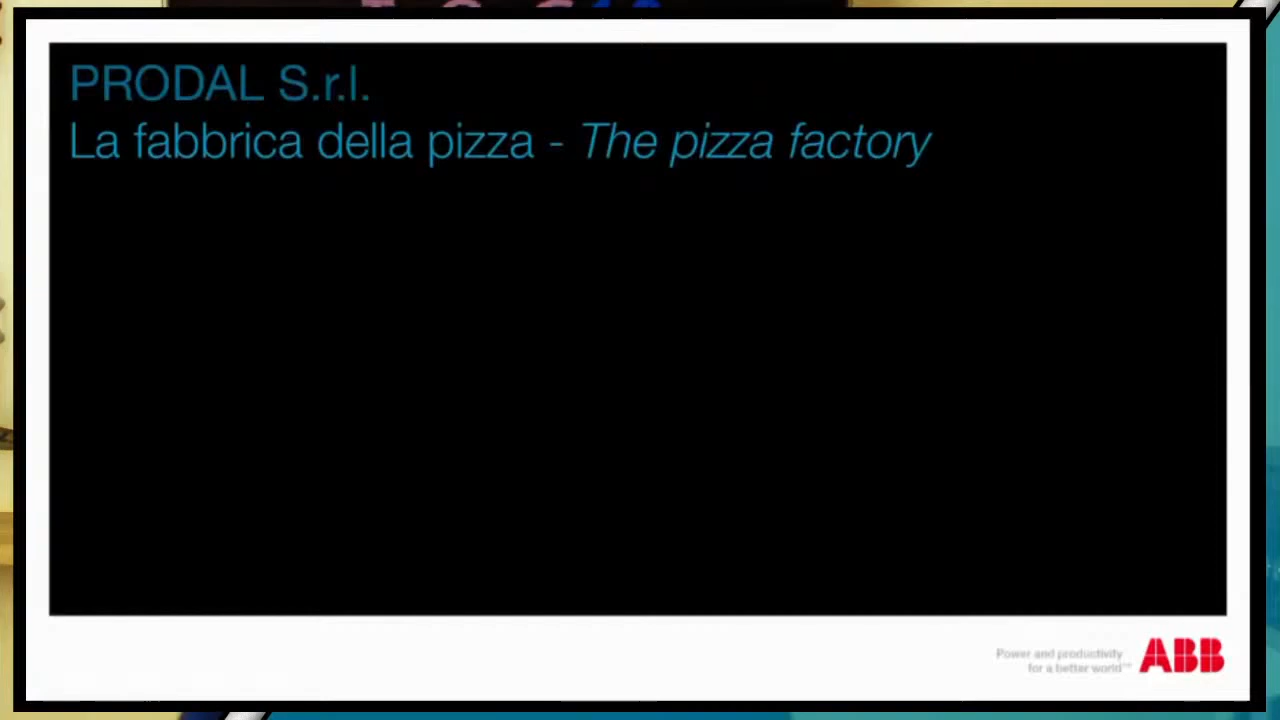 PRODAL S.r.l.
La fabbrica della pizza - The pizza factory
Power and productivity
for a better world™
ABB